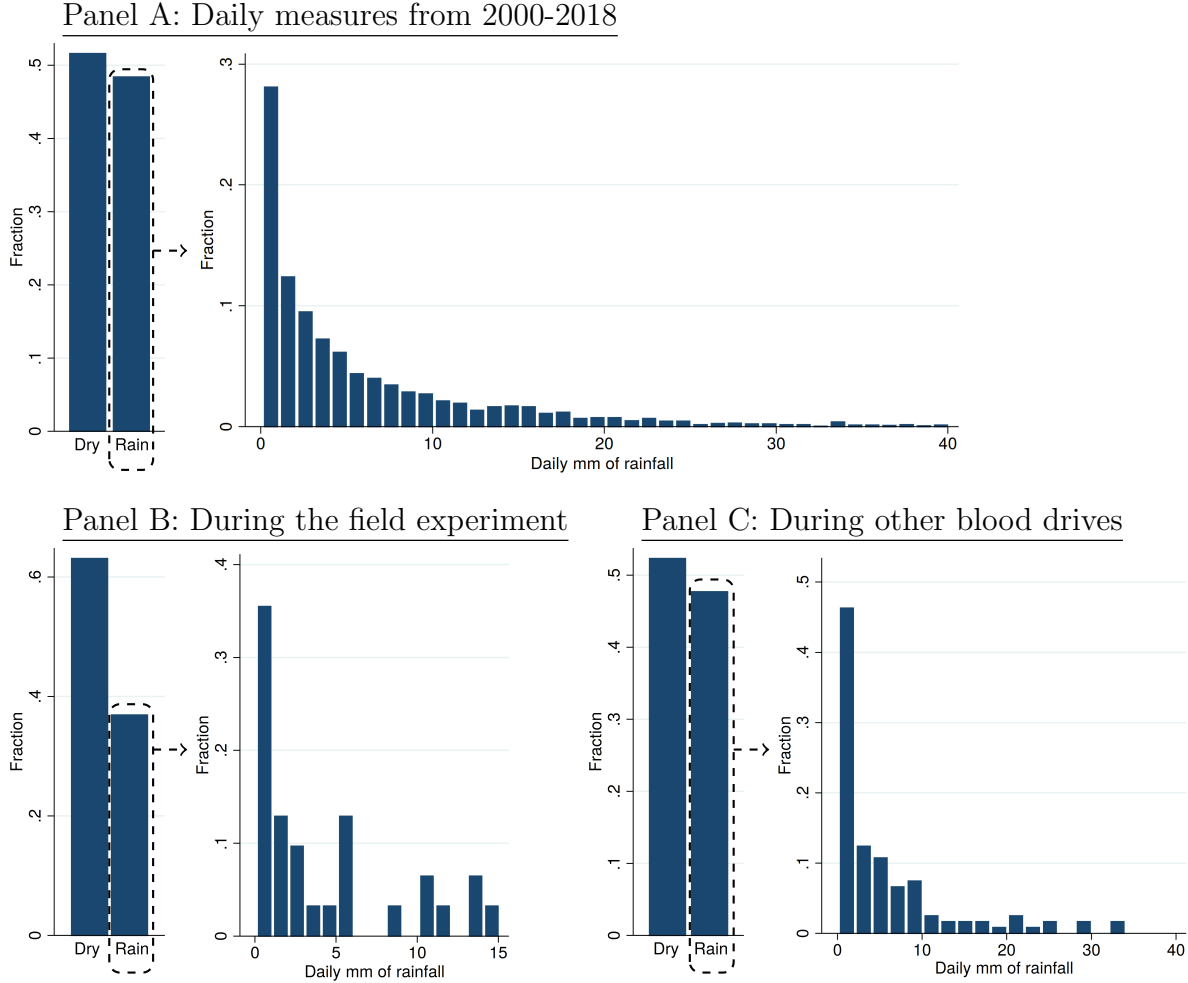 Panel A: Daily measures from 2000-2018
Fraction
.5
.4
.3
.2
.1
0
Dry Rain
Fraction
.3
.2
.1
0
0 10 20 30 40
Daily mm of rainfall
Panel B: During the field experiment
Fraction
.6
.4
.2
0
Dry Rain
Fraction
.4
.3
.2
.1
0
0 5 10 15
Daily mm of rainfall
Panel C: During other blood drives
Fraction
.5
.4
.3
.2
.1
0
Dry Rain
Fraction
.5
.4
.3
.2
.1
0
0 10 20 30 40
Daily mm of rainfall